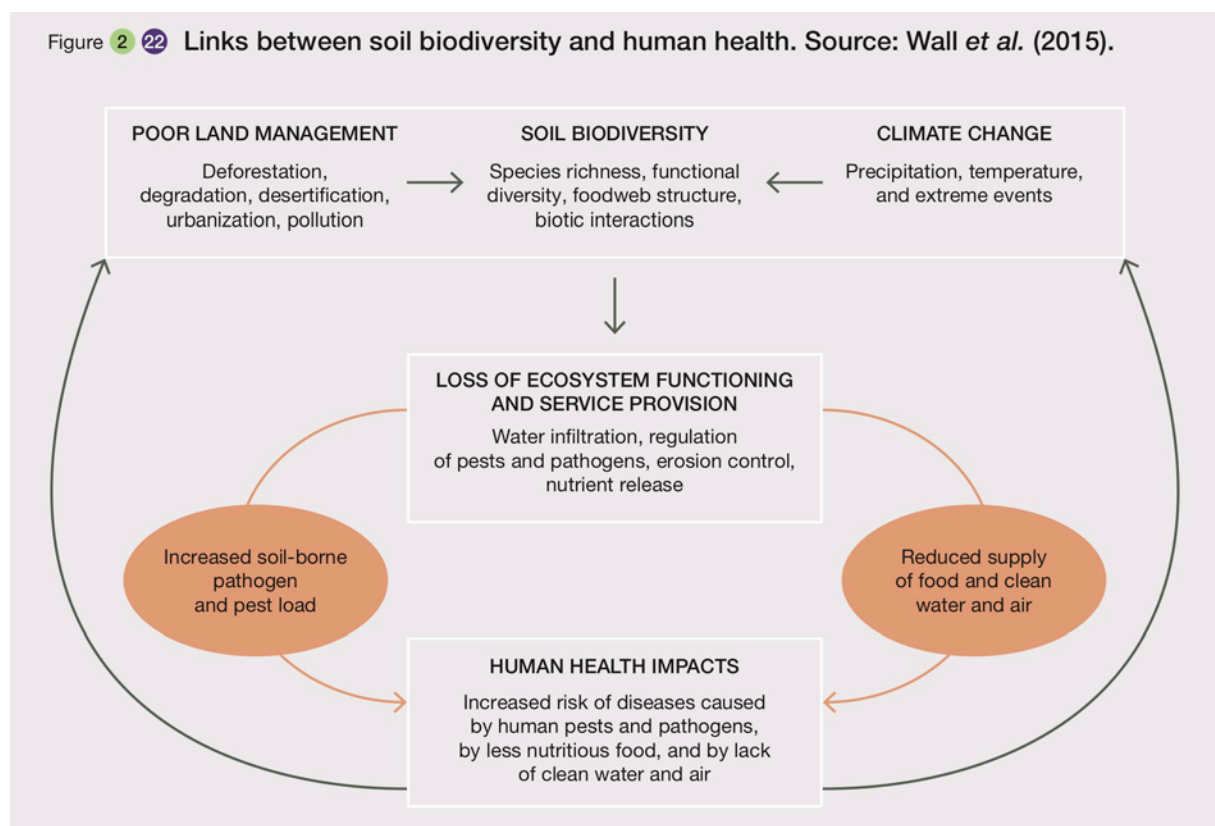 Figure 2 22 Links between soil biodiversity and human health. Source: Wall et al. (2015).
POOR LAND MANAGEMENT
Deforestation,
degradation, desertification,
urbanization, pollution
SOIL BIODIVERSITY
Species richness, functional
diversity, foodweb structure,
biotic interactions
CLIMATE CHANGE
Precipitation, temperature,
and extreme events
LOSS OF ECOSYSTEM FUNCTIONING
AND SERVICE PROVISION
Water infiltration, regulation
of pests and pathogens, erosion control,
nutrient release
Increased soil-borne
pathogen
and pest load
Reduced supply
of food and clean
water and air
HUMAN HEALTH IMPACTS
Increased risk of diseases caused
by human pests and pathogens,
by less nutritious food, and by lack
of clean water and air